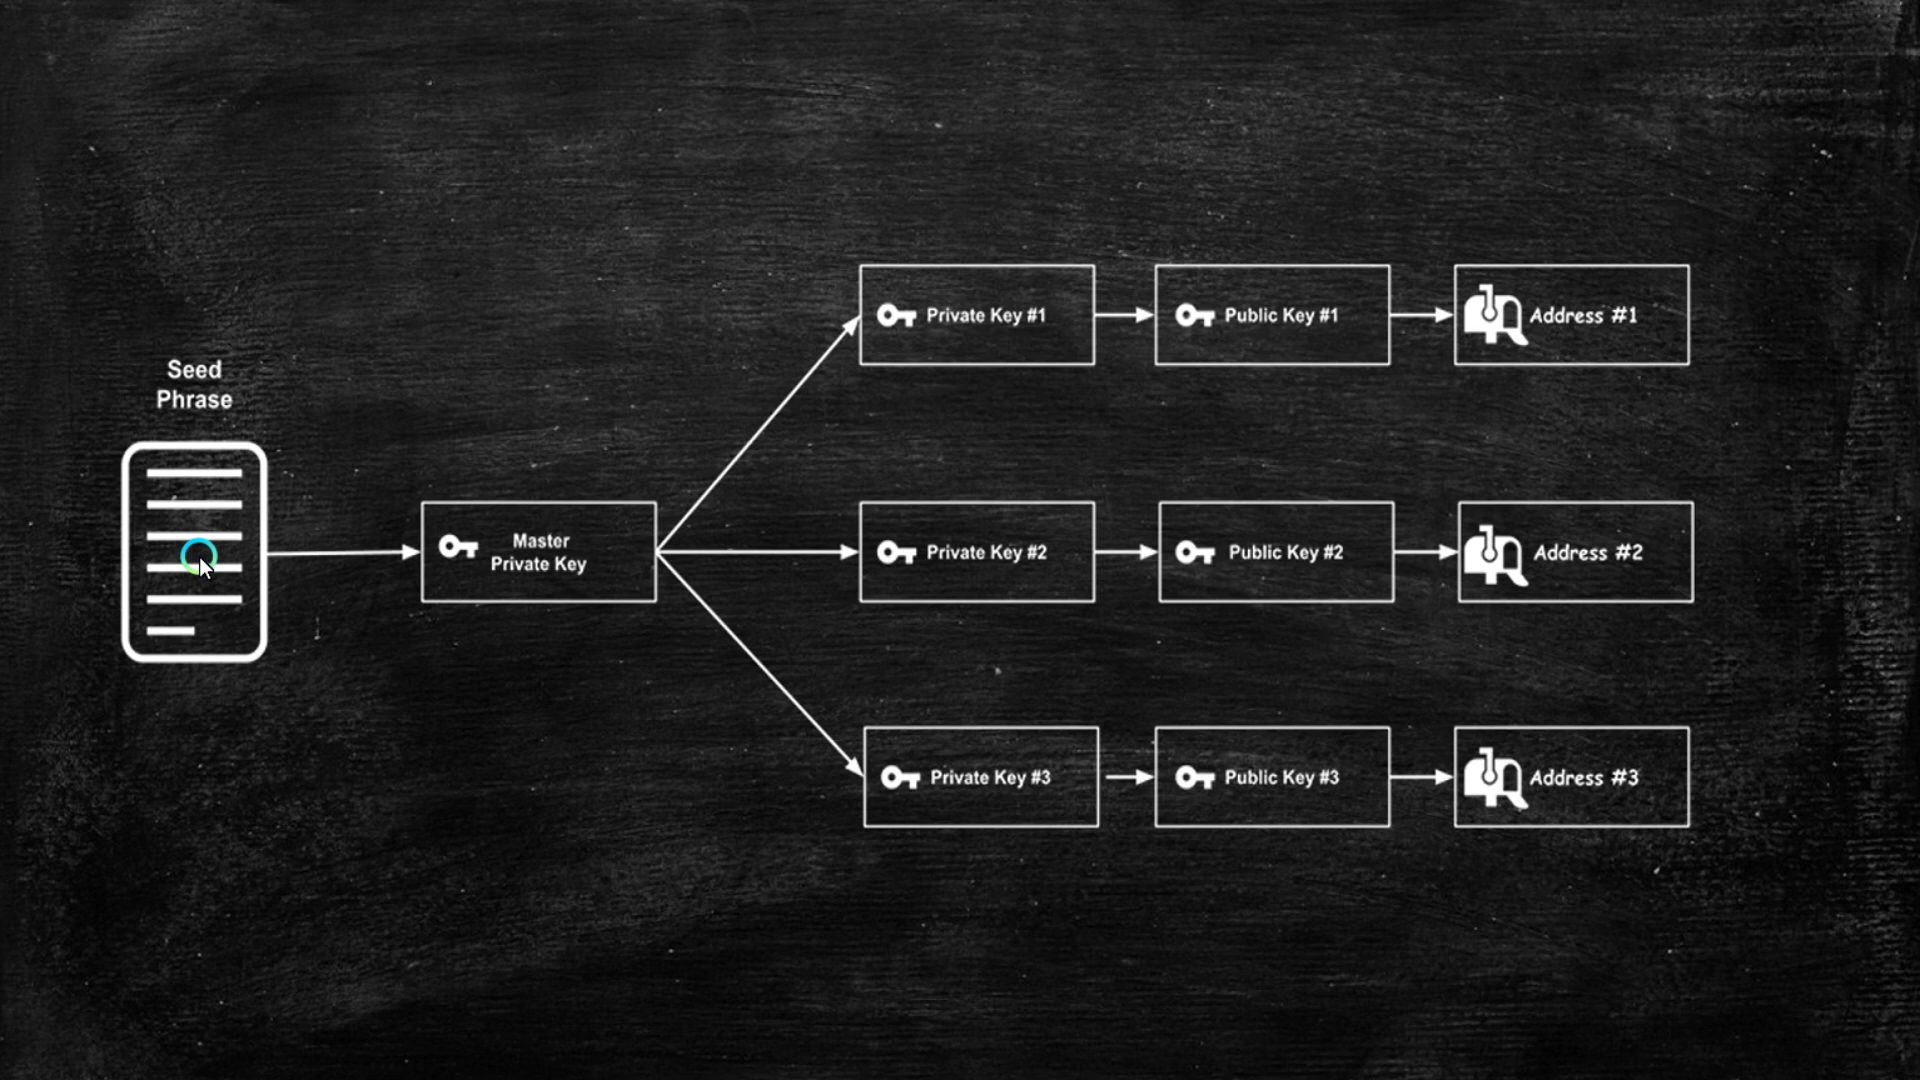 Seed
Phrase
Master
Private Key
Private Key #1
Public Key #1
Address #1
Private Key #2
Public Key #2
Address #2
Private Key #3
Public Key #3
Address #3